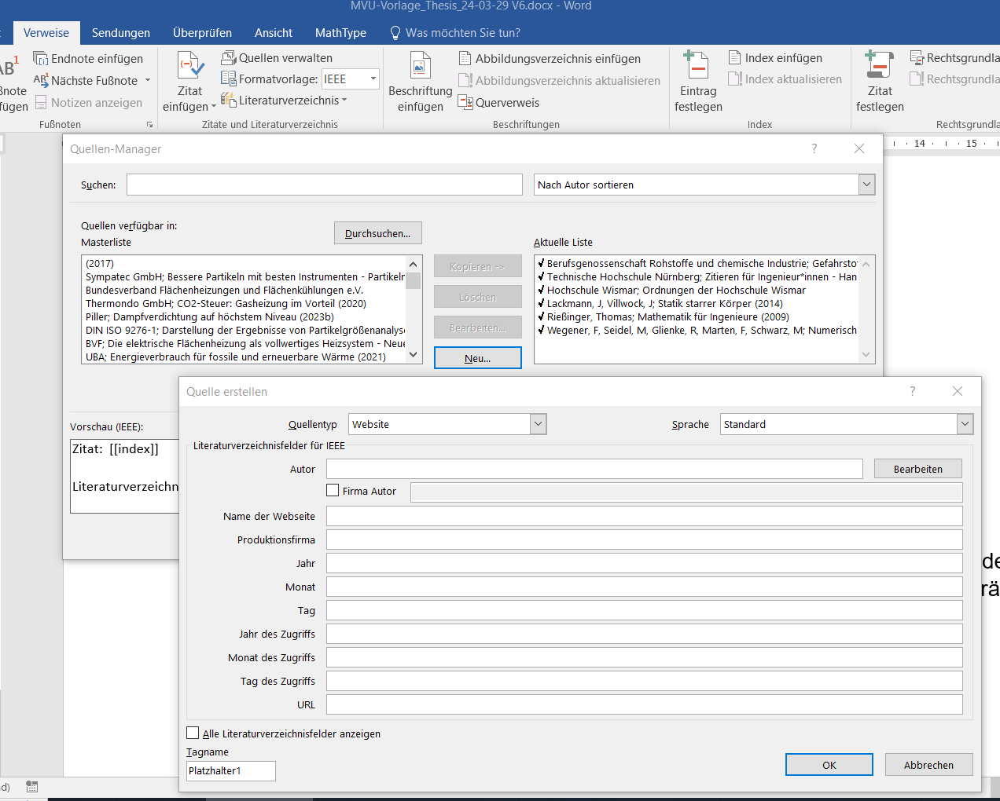 MVU-Vorlage_Thesis_24-03-29 V6.docx - Word
Verweise Sendungen Überprüfen Ansicht MathType Was möchten Sie tun?
AB1
ßnote
fügen
Endnote einfügen
AB1 Nächste Fußnote
Notizen anzeigen
Fußnoten
Zitat
einfügen
Quellen verwalten
Formatvorlage: IEEE
Literaturverzeichnis
Zitate und Literaturverzeichnis
Beschriftung
einfügen
Abbildungsverzeichnis einfügen
Abbildungsverzeichnis aktualisieren
Querverweis
Beschriftungen
Eintrag
festlegen
Index einfügen
Index aktualisieren
Index
Zitat
festlegen
Rechtsgrundla
Rechtsgrundla
Rechtsgrundla
14 15
Quellen-Manager ?
Suchen: Nach Autor sortieren
Quellen verfügbar in:
Masterliste
Durchsuchen...
Aktuelle Liste
(2017)
Sympatec GmbH; Bessere Partikeln mit besten Instrumenten - Partikeln
Bundesverband Flächenheizungen und Flächenkühlungen e.V.
Thermondo GmbH; CO2-Steuer: Gasheizung im Vorteil (2020)
Piller; Dampfverdichtung auf höchstem Niveau (2023b)
DIN ISO 9276-1; Darstellung der Ergebnisse von Partikelgrößenanalyse
BVF; Die elektrische Flächenheizung als vollwertiges Heizsystem - Neue
UBA; Energieverbrauch für fossile und erneuerbare Wärme (2021)
Kopieren ->
Löschen
Bearbeiten...
Neu...
Berufsgenossenschaft Rohstoffe und chemische Industrie; Gefahrsto
Technische Hochschule Nürnberg; Zitieren für Ingenieur*innen - Han
Hochschule Wismar; Ordnungen der Hochschule Wismar
Lackmann, J, Villwock, J; Statik starrer Körper (2014)
Rießinger, Thomas; Mathematik für Ingenieure (2009)
Wegener, F, Seidel, M, Glienke, R, Marten, F, Schwarz, M; Numerisch
Vorschau (IEEE):
Zitat: [[index]]
Literaturverzeichn
Quelle erstellen ?
Quellentyp Website Sprache Standard
Literaturverzeichnisfelder für IEEE
Autor Bearbeiten
Firma Autor
Name der Webseite
Produktionsfirma
Jahr
Monat
Tag
Jahr des Zugriffs
Monat des Zugriffs
Tag des Zugriffs
URL
Alle Literaturverzeichnisfelder anzeigen
Tagname
Platzhalter1
OK Abbrechen
de
rä
d)